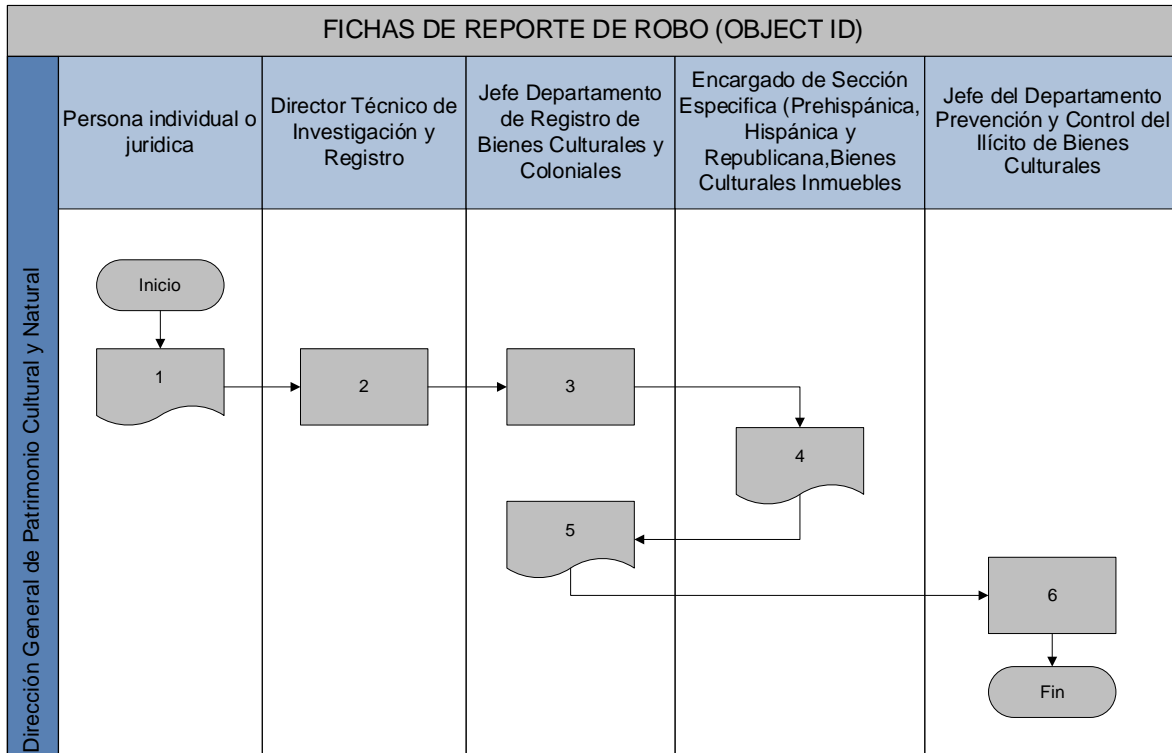 FICHAS DE REPORTE DE ROBO (OBJECT ID)
Dirección General de Patrimonio Cultural y Natural
Persona individual o
juridica
Director Técnico de
Investigación y
Registro
Jefe Departamento
de Registro de
Bienes Culturales y
Coloniales
Encargado de Sección
Especifica (Prehispánica,
Hispánica y
Republicana,Bienes
Culturales Inmuebles
Jefe del Departamento
Prevención y Control del
Ilícito de Bienes
Culturales
Inicio
1
2
3
4
5
6
Fin